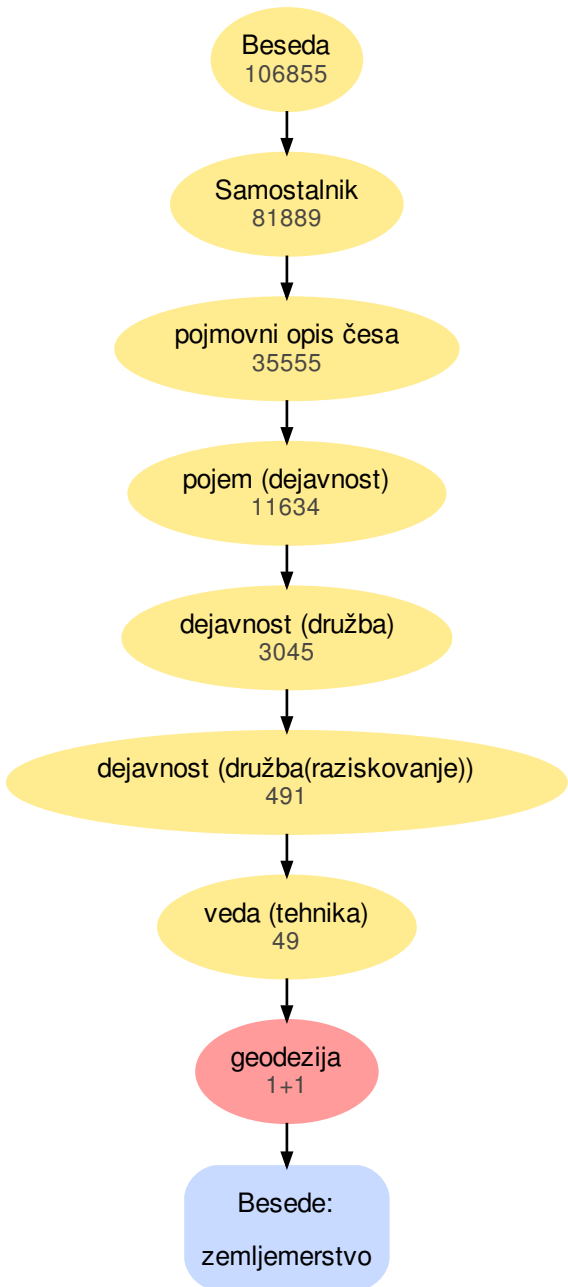 Beseda
106855
Samostalnik
81889
pojmovni opis česa
35555
pojem (dejavnost)
11634
dejavnost (družba)
3045
dejavnost (družba(raziskovanje))
491
veda (tehnika)
49
geodezija
1+1
Besede:
zemljemerstvo